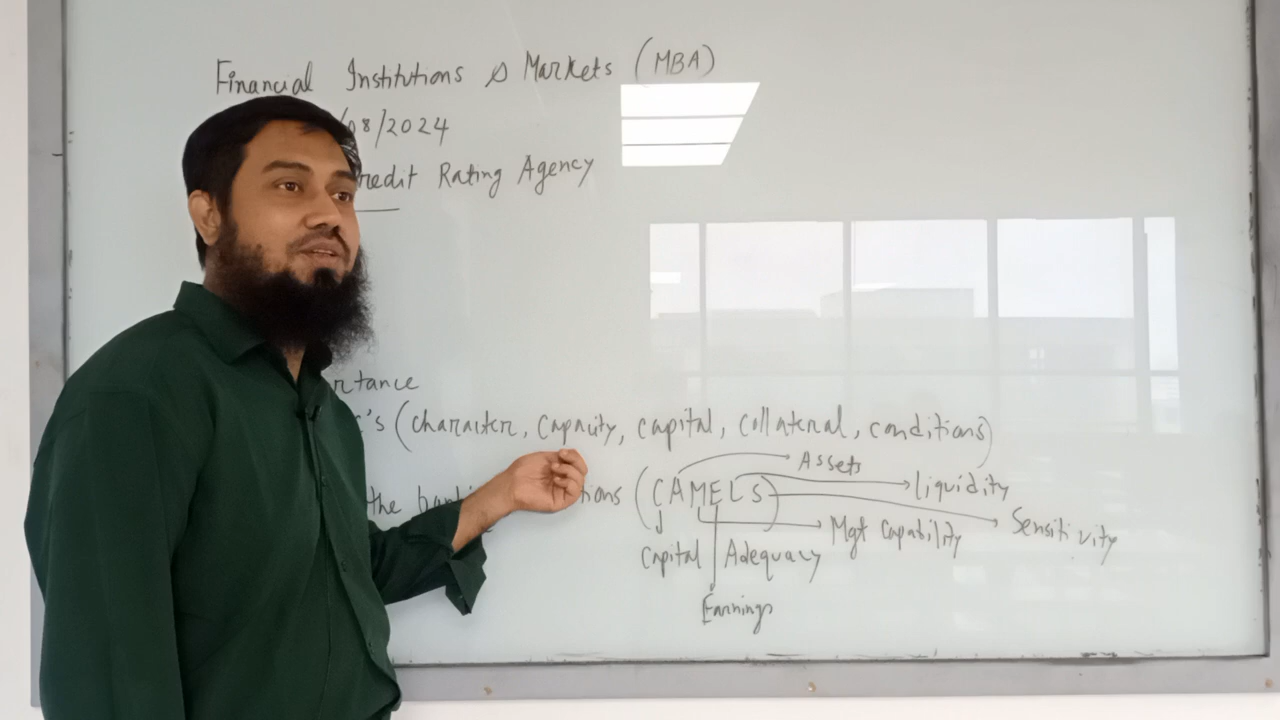 Financial Institutions & Markets (MBA)
/08/2024
redit Rating Agency
rtance
c's (character, capacity, capital, collateral, conditions)
Assets
the tions (CAMELS) liquidity
Mgt Capability Sensitivity
Capital Adequacy
Earnings